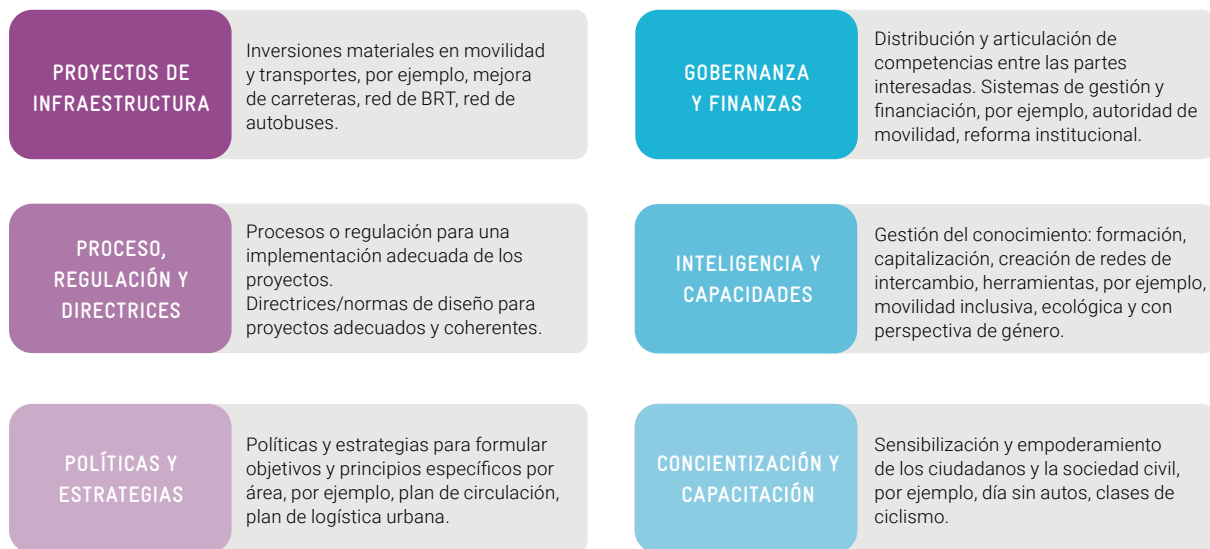 PROYECTOS DE
INFRAESTRUCTURA
Inversiones materiales en movilidad
y transportes, por ejemplo, mejora
de carreteras, red de BRT, red de
autobuses.
GOBERNANZA
Y FINANZAS
Distribución y articulación de
competencias entre las partes
interesadas. Sistemas de gestión y
financiación, por ejemplo, autoridad de
movilidad, reforma institucional.
PROCESO,
REGULACIÓN Y
DIRECTRICES
Procesos o regulación para una
implementación adecuada de los
proyectos.
Directrices/normas de diseño para
proyectos adecuados y coherentes.
INTELIGENCIA Y
CAPACIDADES
Gestión del conocimiento: formación,
capitalización, creación de redes de
intercambio, herramientas, por ejemplo,
movilidad inclusiva, ecológica y con
perspectiva de género.
POLÍTICAS Y
ESTRATEGIAS
Políticas y estrategias para formular
objetivos y principios específicos por
área, por ejemplo, plan de circulación,
plan de logística urbana.
CONCIENTIZACIÓN Y
CAPACITACIÓN
Sensibilización y empoderamiento
de los ciudadanos y la sociedad civil,
por ejemplo, día sin autos, clases de
ciclismo.